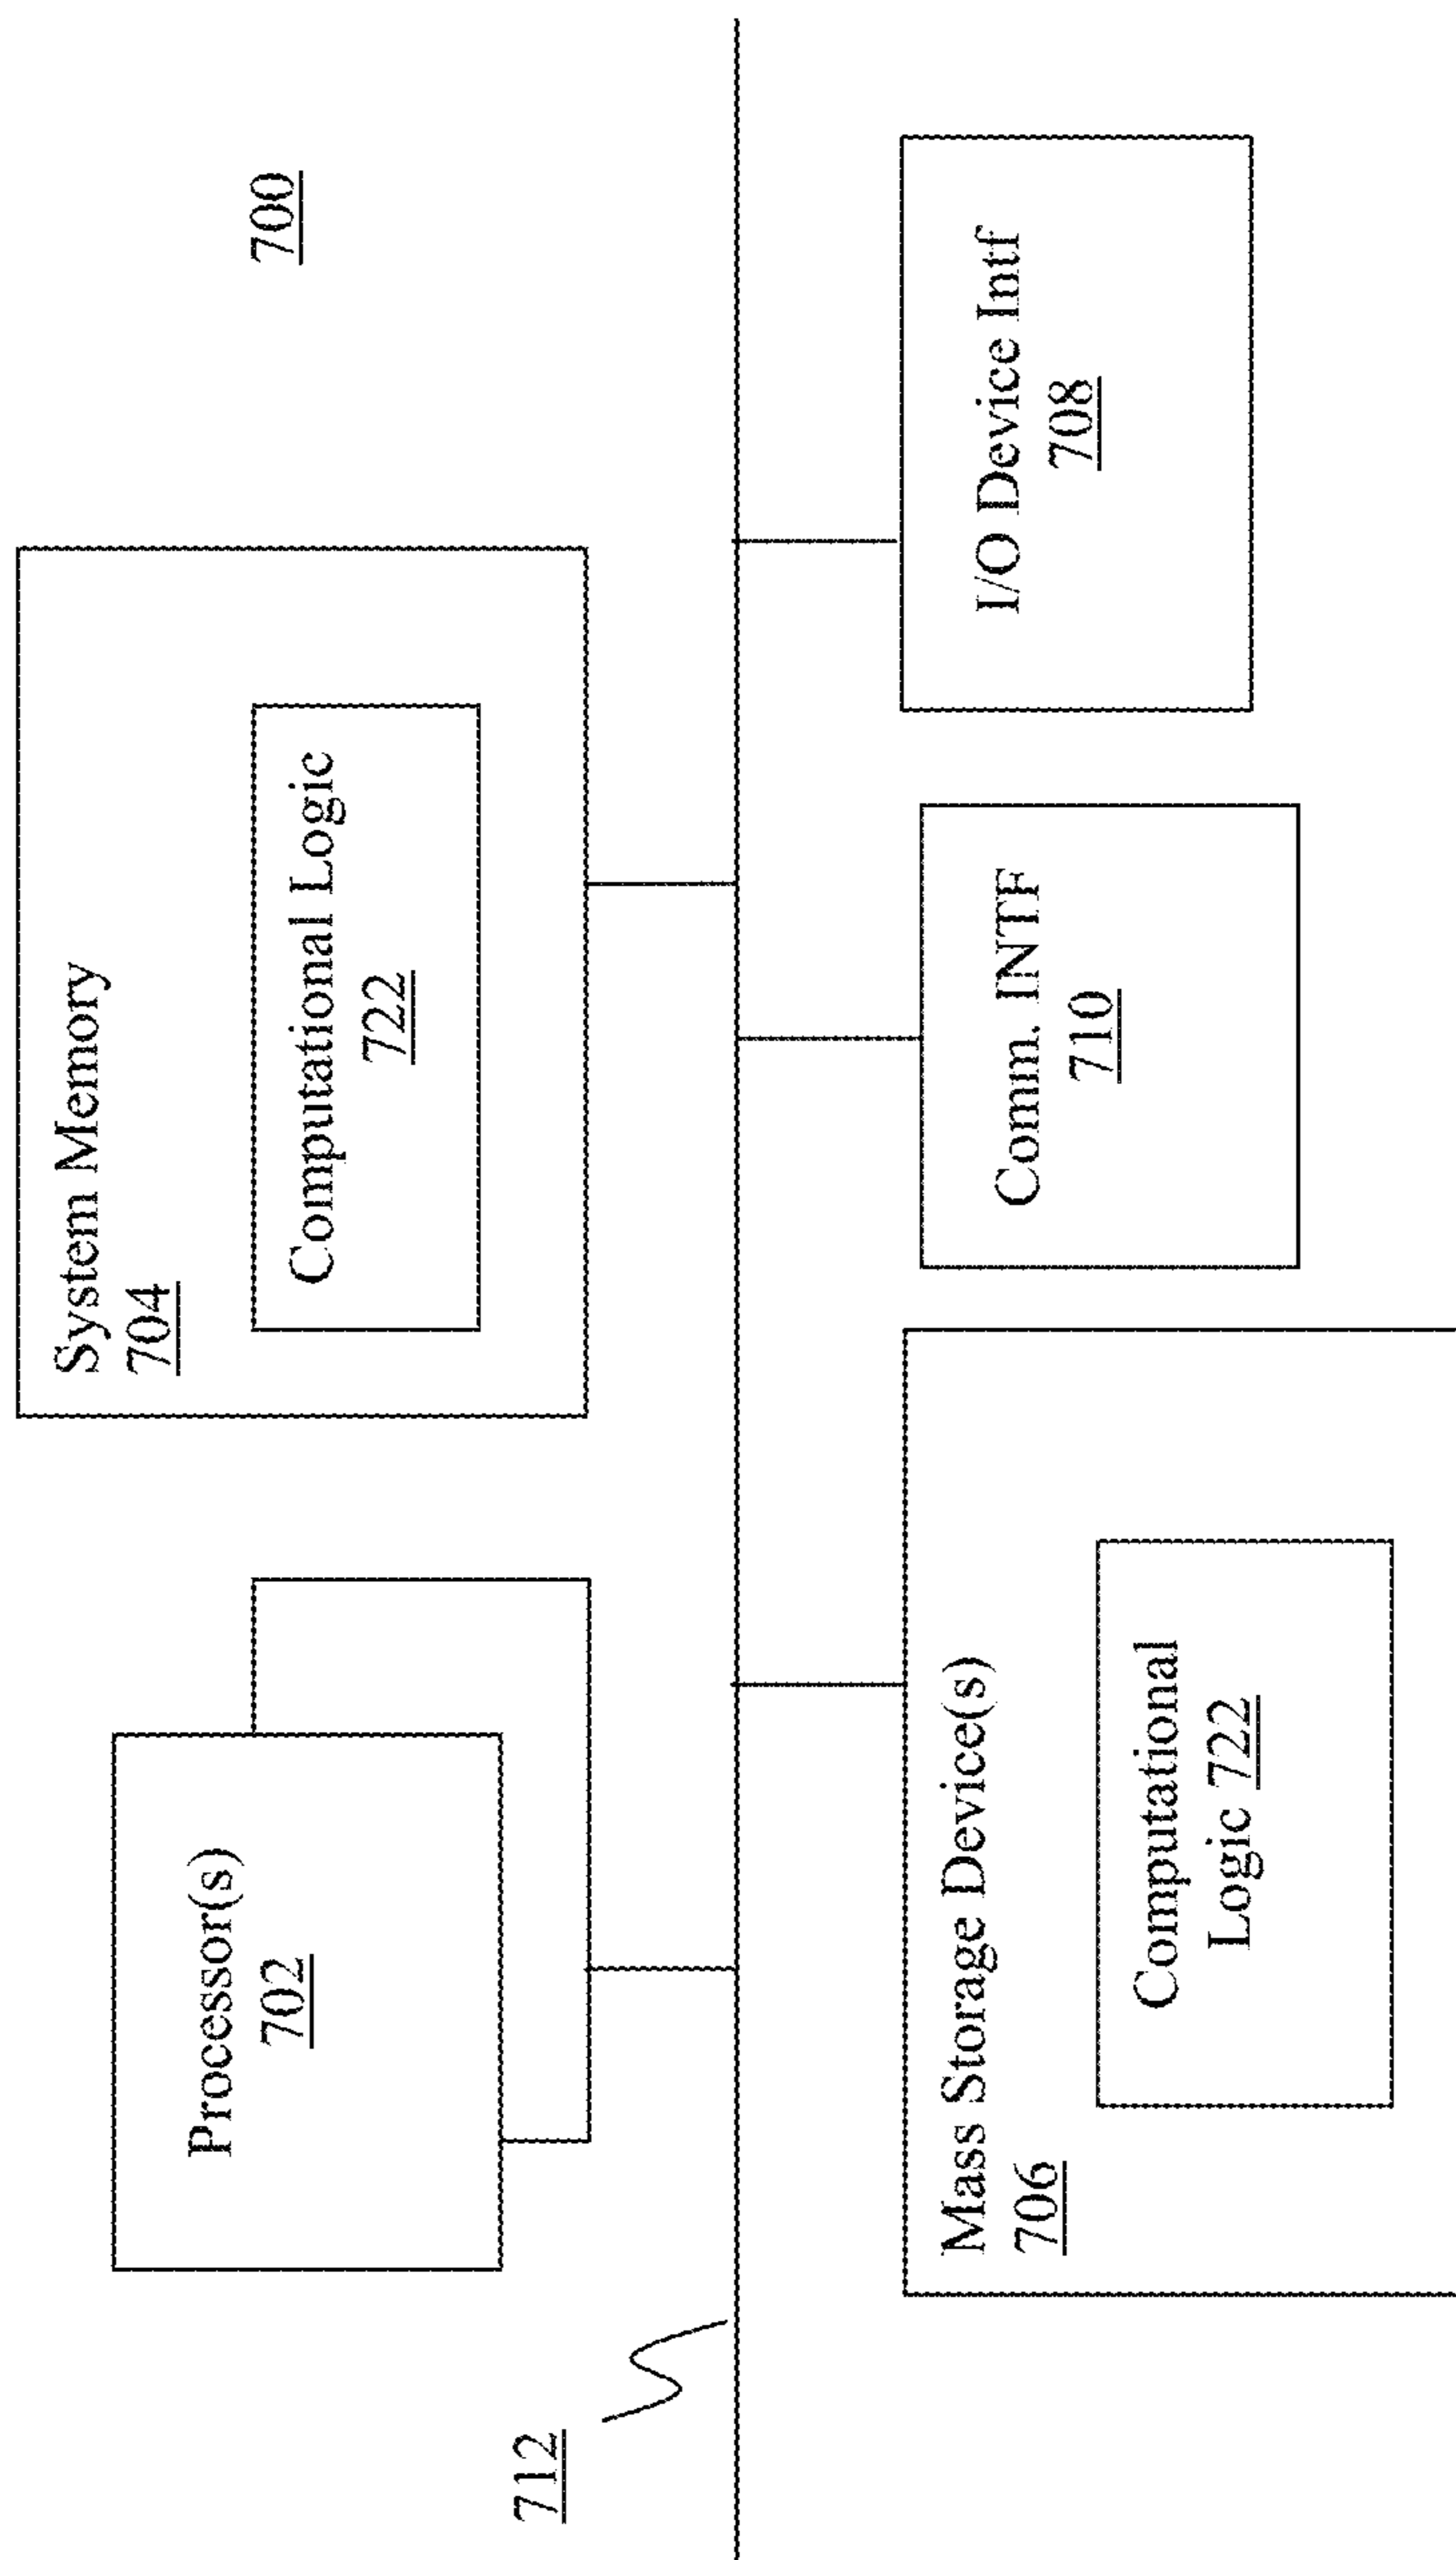 700
Processor(s)
702
System Memory
704
Computational Logic
722
712
Mass Storage Device(s)
706
Computational
Logic 722
Comm. INTF
710
I/O Device Intf
708